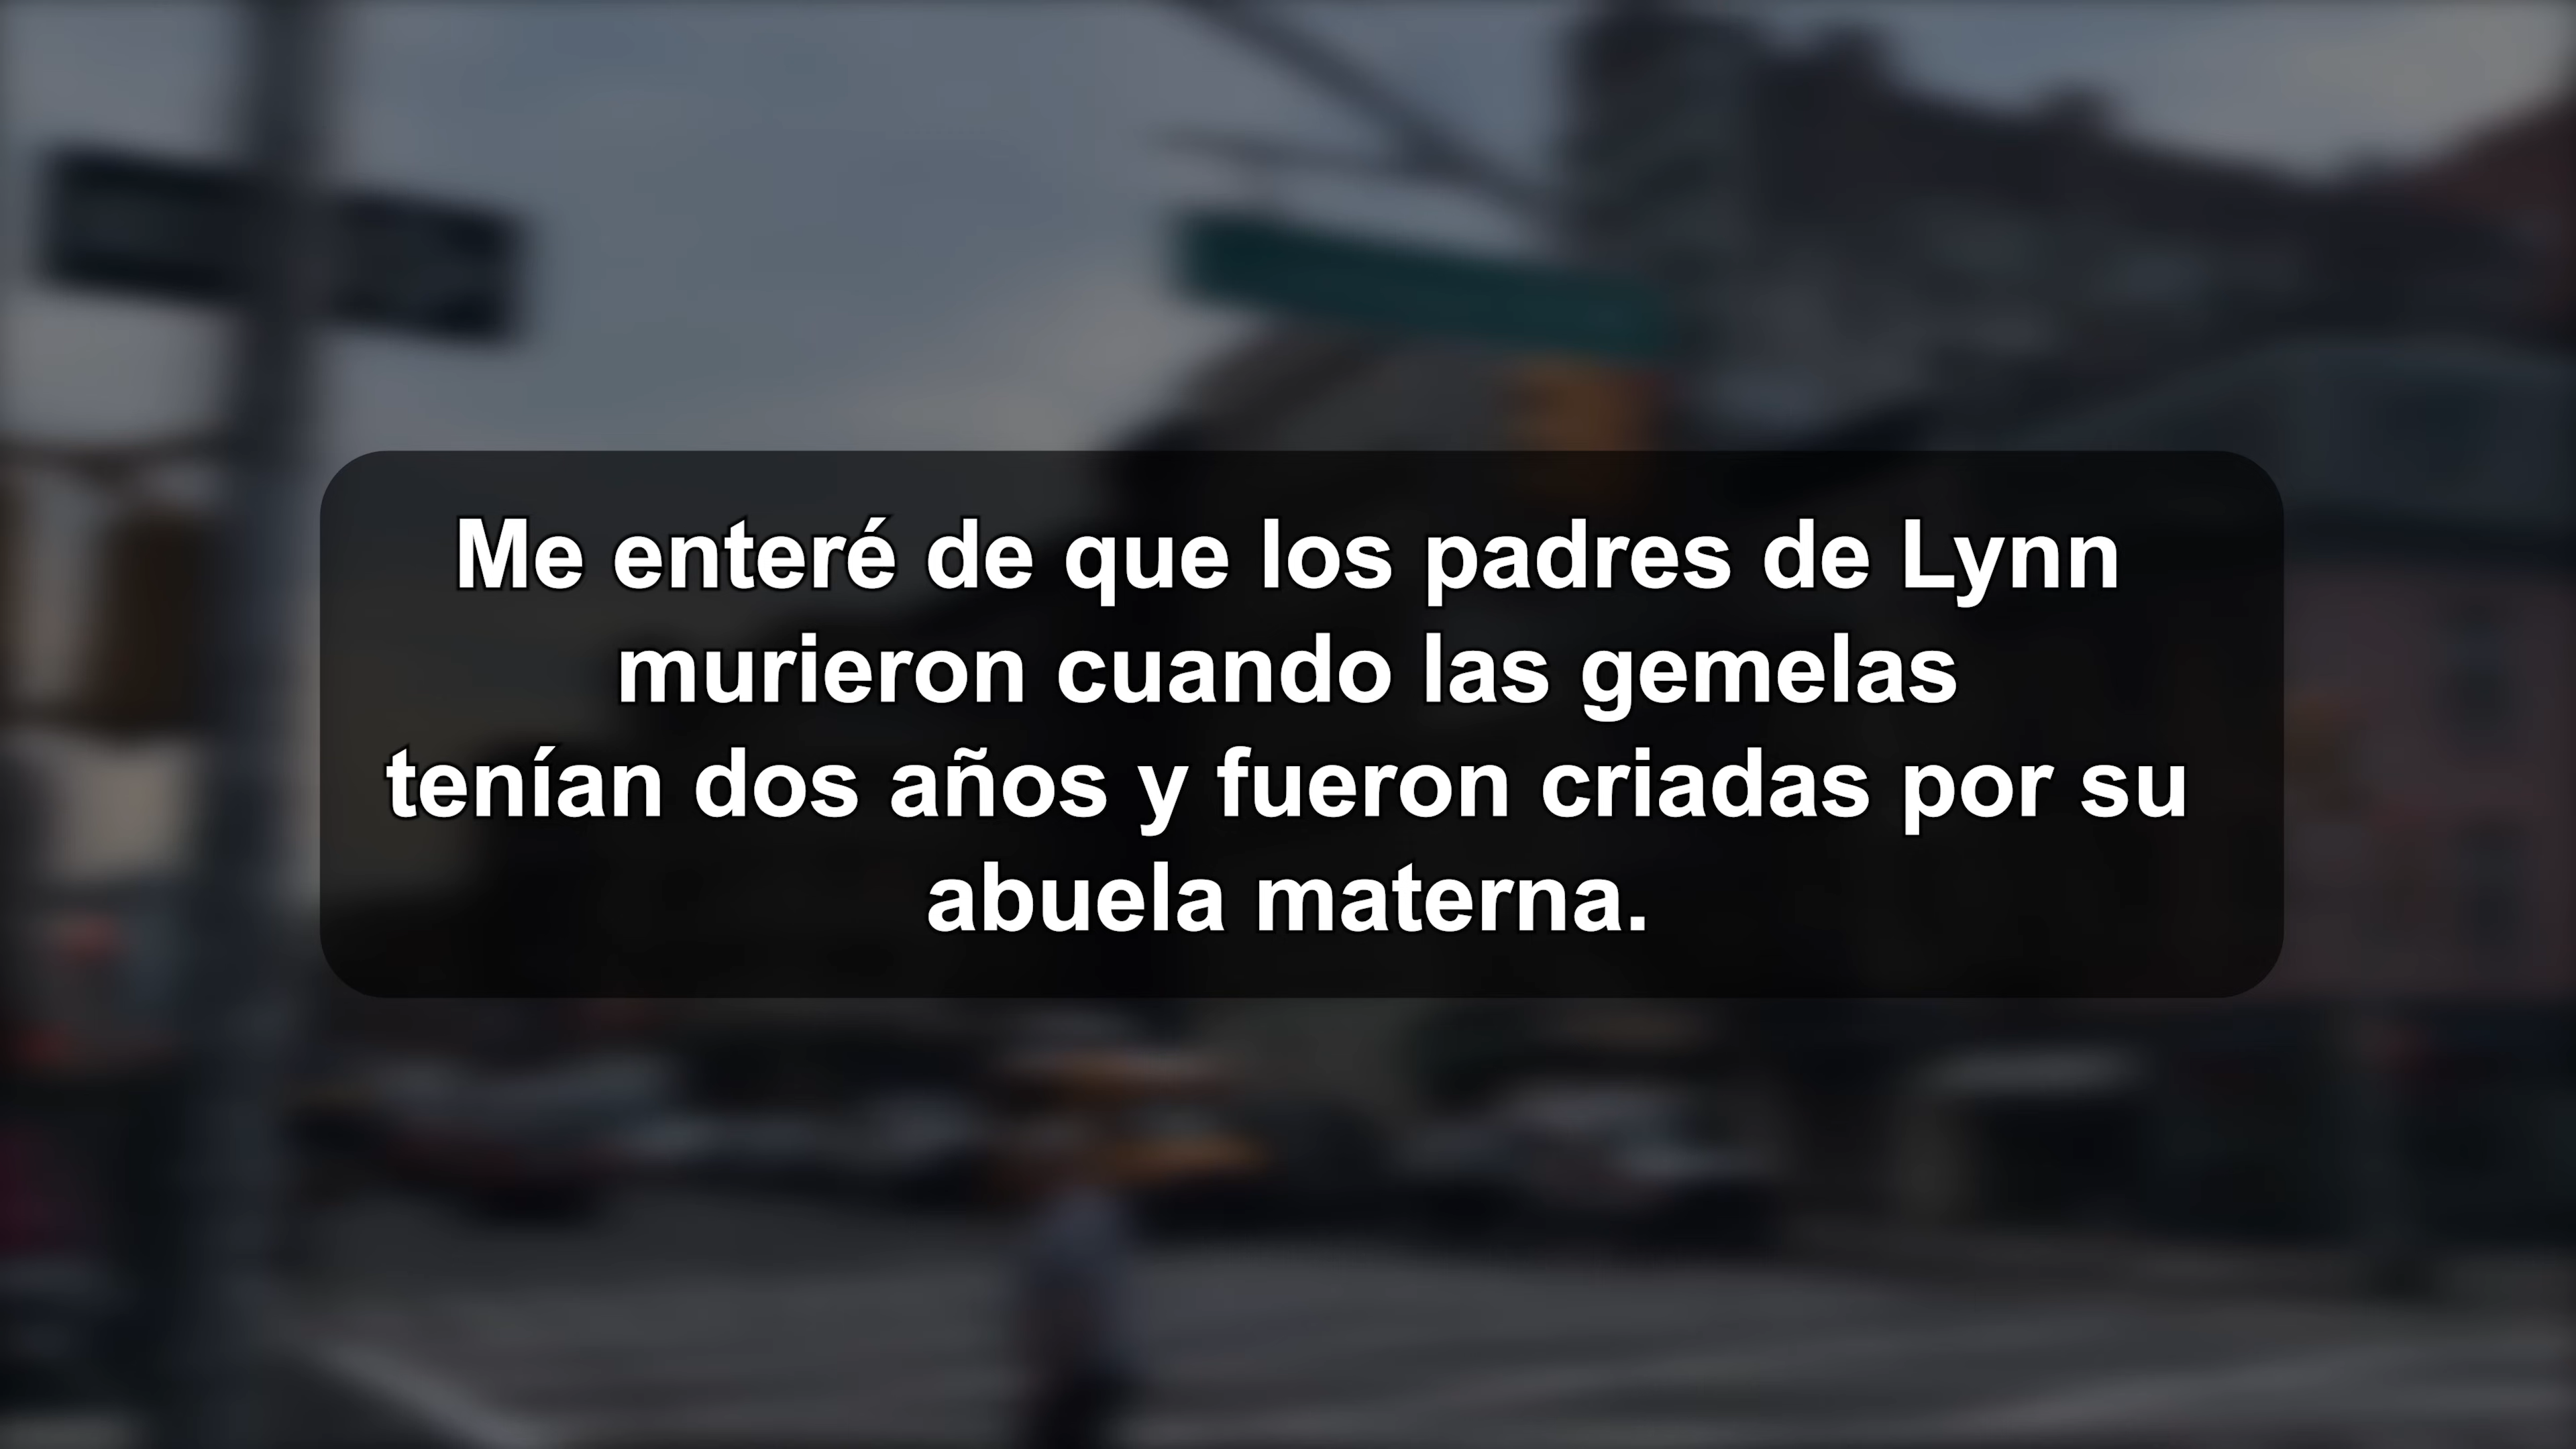 Me enteré de que los padres de Lynn
murieron cuando las gemelas
tenían dos años y fueron criadas por su
abuela materna.